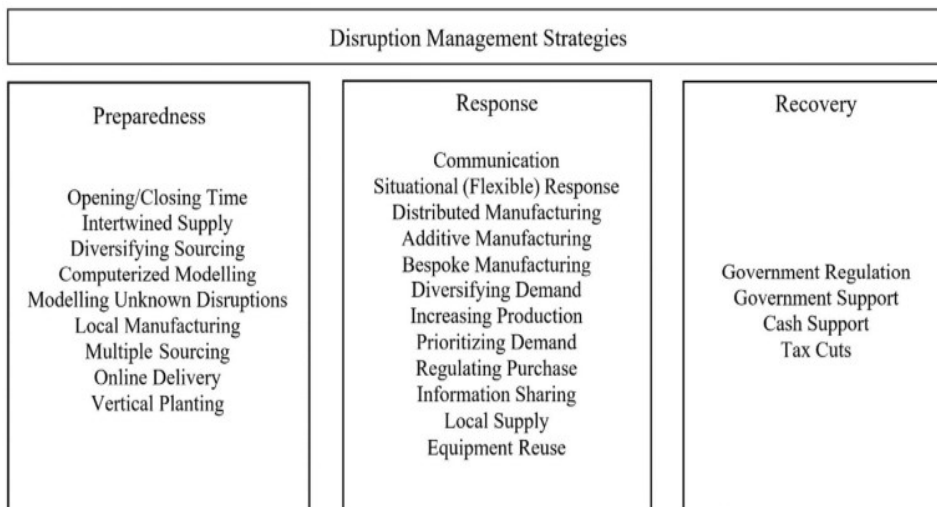 Disruption Management Strategies
Preparedness
Opening/Closing Time
Intertwined Supply
Diversifying Sourcing
Computerized Modelling
Modelling Unknown Disruptions
Local Manufacturing
Multiple Sourcing
Online Delivery
Vertical Planting
Response
Communication
Situational (Flexible) Response
Distributed Manufacturing
Additive Manufacturing
Bespoke Manufacturing
Diversifying Demand
Increasing Production
Prioritizing Demand
Regulating Purchase
Information Sharing
Local Supply
Equipment Reuse
Recovery
Government Regulation
Government Support
Cash Support
Tax Cuts